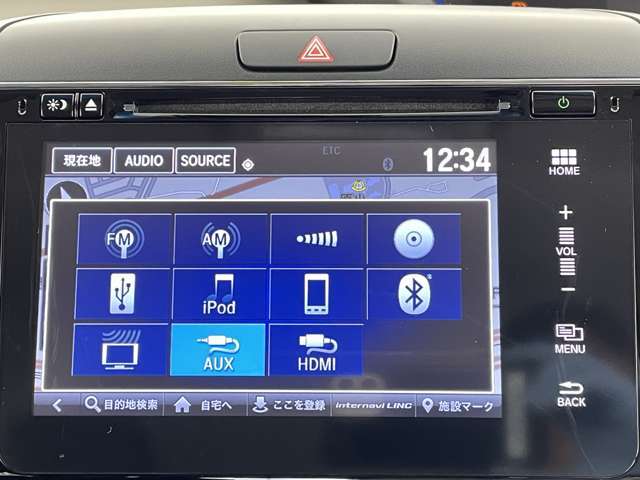 ETC
現在地 AUDIO SOURCE 12:34
HOME
FM AM
VOL
iPod
AUX HDMI
MENU
BACK
目的地検索 自宅へ ここを登録 internavi LINC 施設マーク